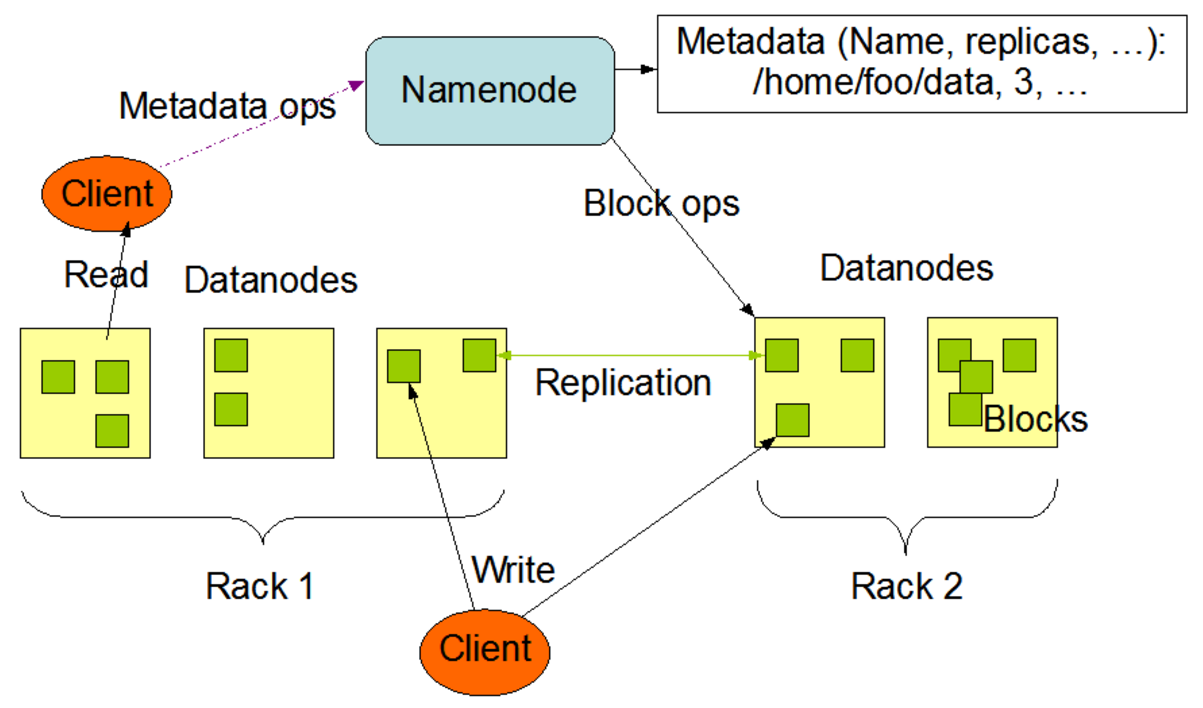 Metadata (Name, replicas, …):
/home/foo/data, 3, …
Namenode
Metadata ops
Client
Block ops
Read
Datanodes
Datanodes
Replication
Blocks
Rack 1
Write
Rack 2
Client